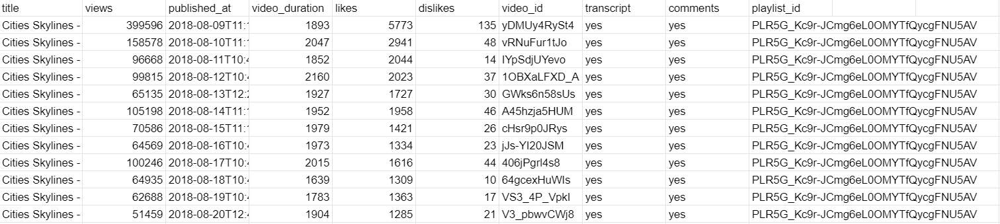 title views published_at video_duration likes dislikes video_id transcript comments playlist_id
Cities Skylines - 399596 2018-08-09T11:1 1893 5773 135 yDMUy4RySt4 yes yes PLR5G_Kc9r-JCmg6eL0OMYTfQycgFNU5AV
Cities Skylines - 158578 2018-08-10T11:1 2047 2941 48 vRNuFur1tJo yes yes PLR5G_Kc9r-JCmg6eL0OMYTfQycgFNU5AV
Cities Skylines - 96668 2018-08-11T10:4 1852 2044 14 IYpSdjUYevo yes yes PLR5G_Kc9r-JCmg6eL0OMYTfQycgFNU5AV
Cities Skylines - 99815 2018-08-12T10:4 2160 2023 37 1OBXaLFXD_A yes yes PLR5G_Kc9r-JCmg6eL0OMYTfQycgFNU5AV
Cities Skylines - 65135 2018-08-13T12:2 1927 1727 30 GWks6n58sUs yes yes PLR5G_Kc9r-JCmg6eL0OMYTfQycgFNU5AV
Cities Skylines - 105198 2018-08-14T11:1 1952 1958 46 A45hzja5HUM yes yes PLR5G_Kc9r-JCmg6eL0OMYTfQycgFNU5AV
Cities Skylines - 70586 2018-08-15T11:1 1979 1421 26 cHsr9p0JRys yes yes PLR5G_Kc9r-JCmg6eL0OMYTfQycgFNU5AV
Cities Skylines - 64569 2018-08-16T10:4 1973 1334 23 jJs-YI20JSM yes yes PLR5G_Kc9r-JCmg6eL0OMYTfQycgFNU5AV
Cities Skylines - 100246 2018-08-17T10:4 2015 1616 44 406jPgrl4s8 yes yes PLR5G_Kc9r-JCmg6eL0OMYTfQycgFNU5AV
Cities Skylines - 64935 2018-08-18T10:4 1639 1309 10 64gcexHuWIs yes yes PLR5G_Kc9r-JCmg6eL0OMYTfQycgFNU5AV
Cities Skylines - 62688 2018-08-19T10:4 1783 1363 17 VS3_4P_VpkI yes yes PLR5G_Kc9r-JCmg6eL0OMYTfQycgFNU5AV
Cities Skylines - 51459 2018-08-20T12:4 1904 1285 21 V3_pbwvCWj8 yes yes PLR5G_Kc9r-JCmg6eL0OMYTfQycgFNU5AV